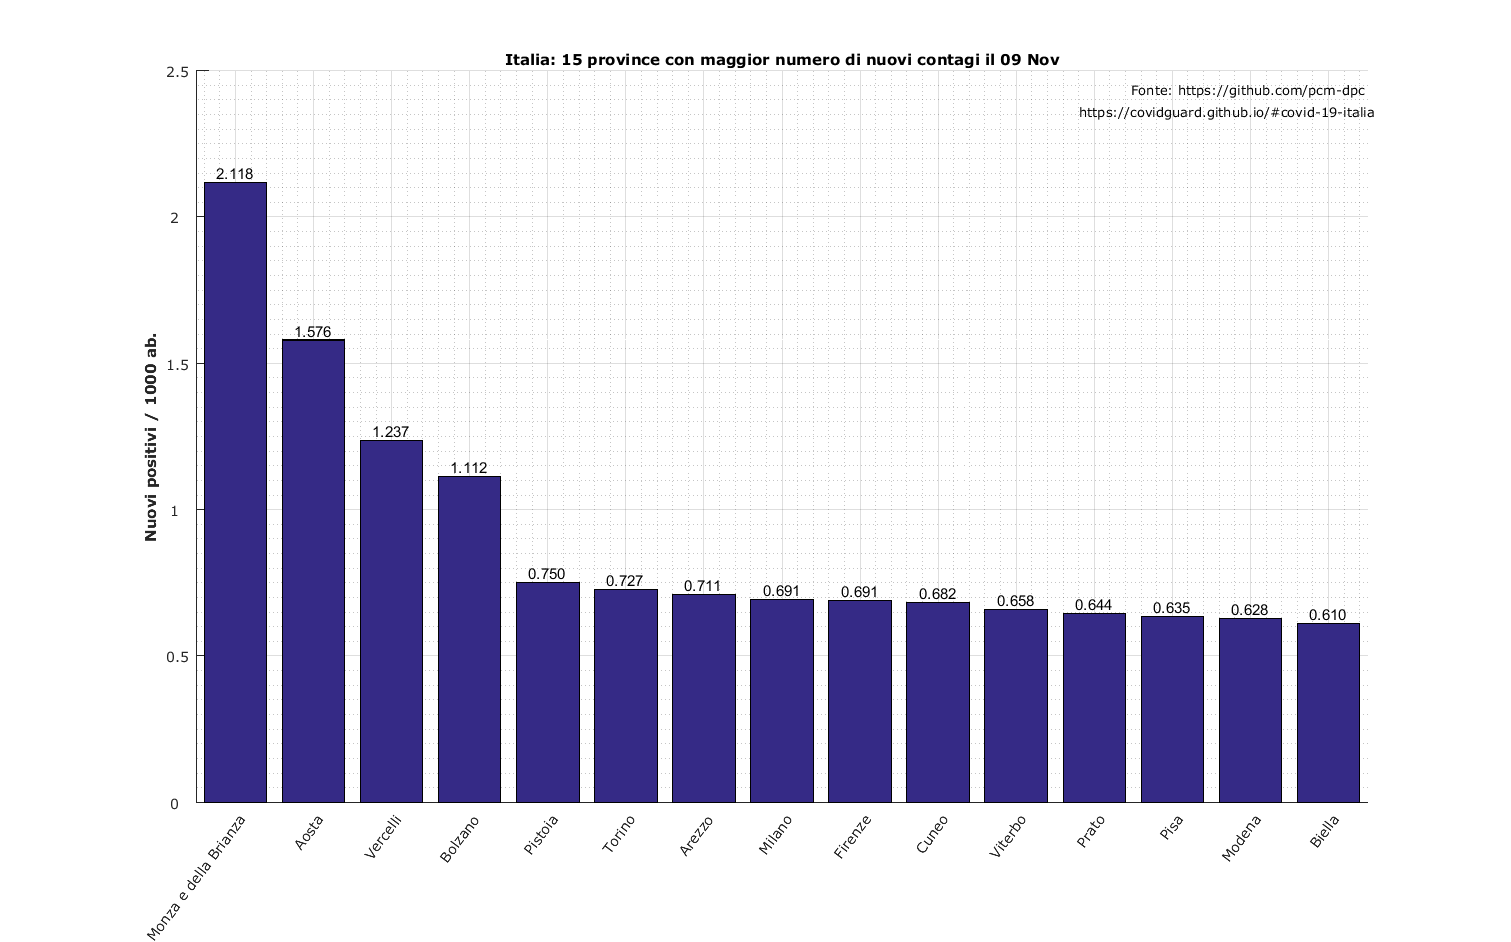 Italia: 15 province con maggior numero di nuovi contagi il 09 Nov
Fonte: https://github.com/pcm-dpc
https://covidguard.github.io/#covid-19-italia
Nuovi positivi / 1000 ab.
2.5
2
1.5
1
0.5
0
2.118
1.576
1.237
1.112
0.750
0.727
0.711
0.691
0.691
0.682
0.658
0.644
0.635
0.628
0.610
Monza e della Brianza
Aosta
Vercelli
Bolzano
Pistoia
Torino
Arezzo
Milano
Firenze
Cuneo
Viterbo
Prato
Pisa
Modena
Biella